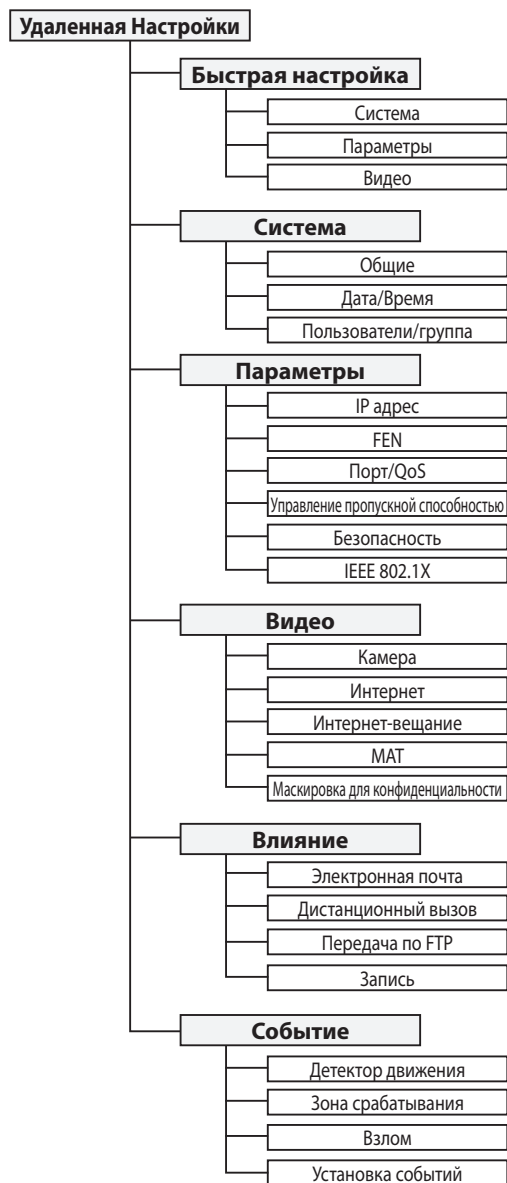 Удаленная Настройки
Быстрая настройка
Система
Параметры
Видео
Система
Общие
Дата/Время
Пользователи/группа
Параметры
IP адрес
FEN
Порт/QoS
Управление пропускной способностью
Безопасность
IEEE 802.1X
Видео
Камера
Интернет
Интернет-вещание
MAT
Маскировка для конфиденциальности
Влияние
Электронная почта
Дистанционный вызов
Передача по FTP
Запись
Событие
Детектор движения
Зона срабатывания
Взлом
Установка событий